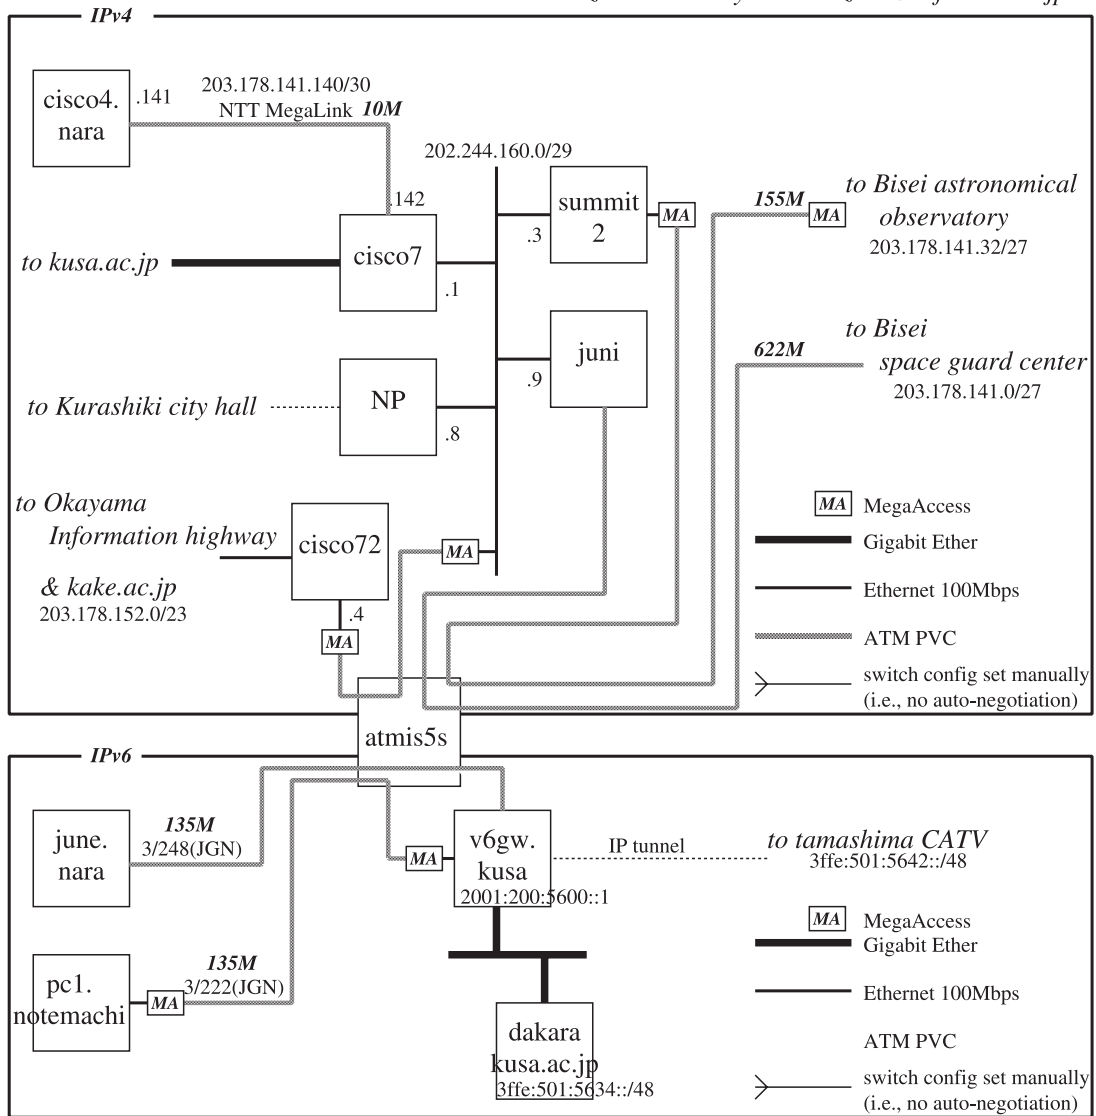 IPv4
cisco4.
nara
.141
203.178.141.140/30
NTT MegaLink 10M
.142
202.244.160.0/29
to kusa.ac.jp
cisco7
.1
summit
2
.3
MA
155M
MA
to Bisei astronomical
observatory
203.178.141.32/27
juni
.9
622M
to Bisei
space guard center
203.178.141.0/27
to Kurashiki city hall
NP
.8
to Okayama
Information highway
& kake.ac.jp
203.178.152.0/23
cisco72
.4
MA
MA
MA MegaAccess
Gigabit Ether
Ethernet 100Mbps
ATM PVC
switch config set manually
(i.e., no auto-negotiation)
atmis5s
IPv6
june.
nara
135M
3/248(JGN)
pc1.
notemachi
MA
135M
3/222(JGN)
MA
v6gw.
kusa
2001:200:5600::1
IP tunnel
to tamashima CATV
3ffe:501:5642::/48
dakara
kusa.ac.jp
3ffe:501:5634::/48
MA MegaAccess
Gigabit Ether
Ethernet 100Mbps
ATM PVC
switch config set manually
(i.e., no auto-negotiation)